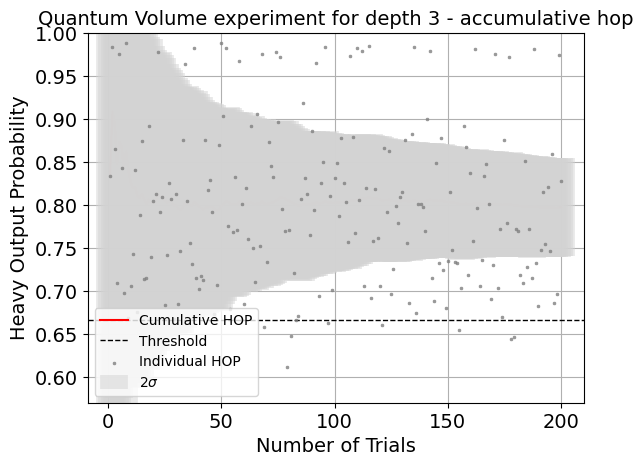 Quantum Volume experiment for depth 3 - accumulative hop
Heavy Output Probability
1.00
0.95
0.90
0.85
0.80
0.75
0.70
0.65
0.60
Cumulative HOP
Threshold
Individual HOP
2σ
0
50
100
150
200
Number of Trials